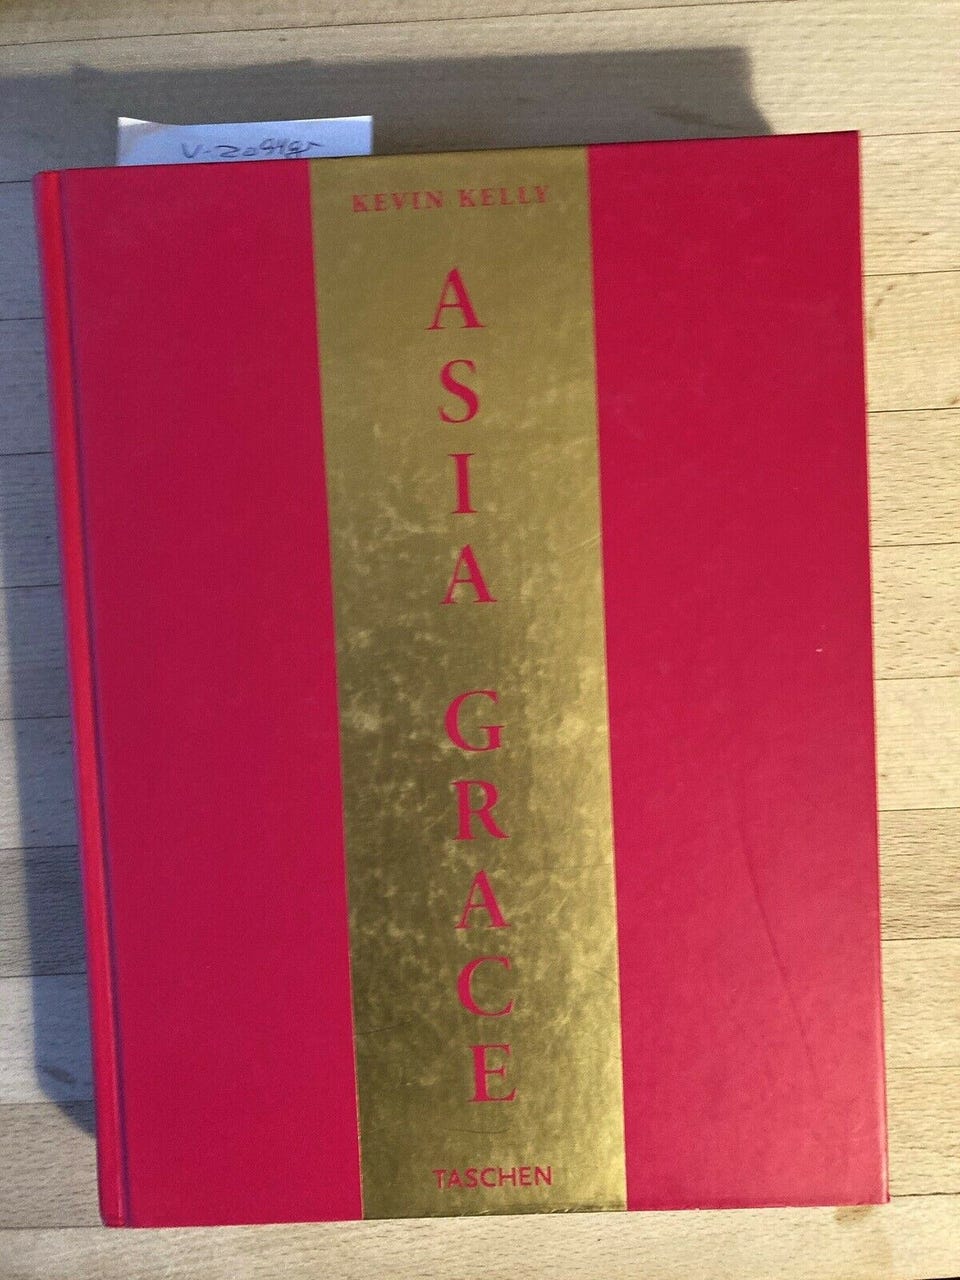 KEVIN KELLY
ASIA GRACE
TASCHEN